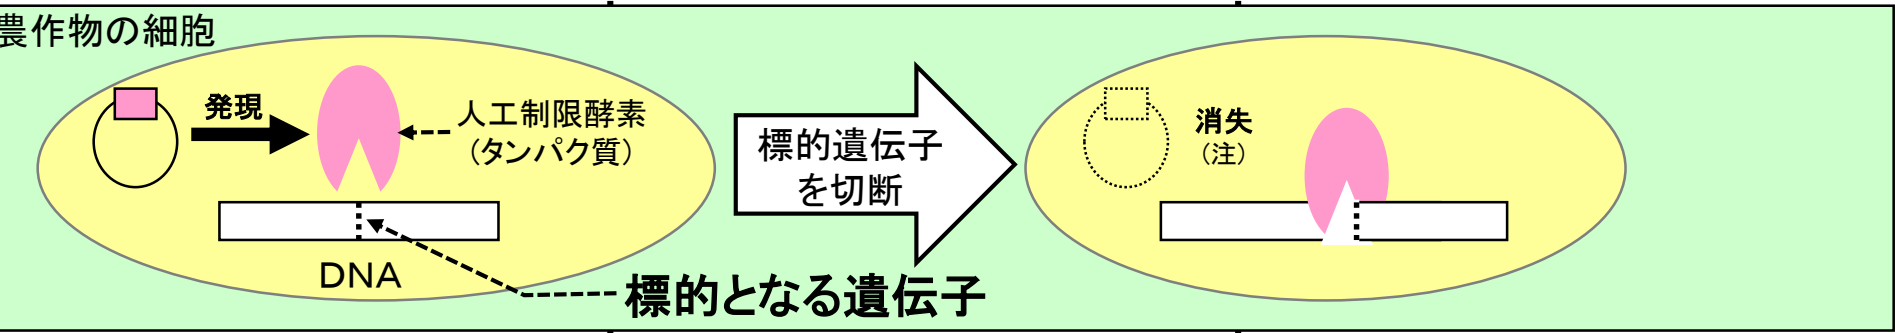 農作物の細胞
発現
人工制限酵素
(タンパク質)
DNA
標的となる遺伝子
標的遺伝子
を切断
消失
(注)